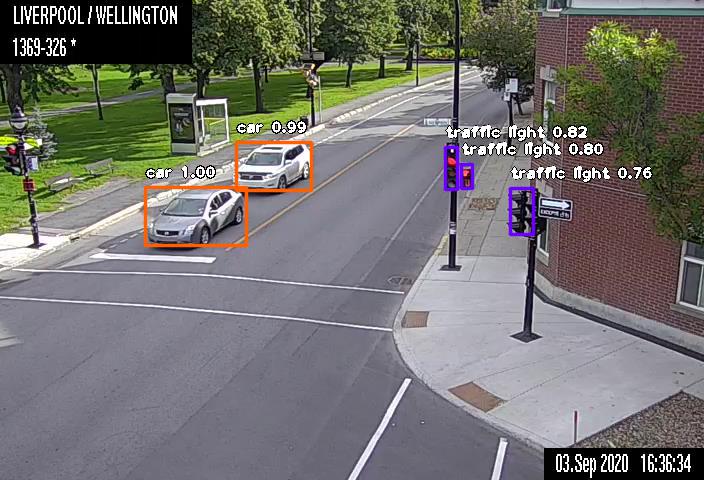 LIVERPOOL / WELLINGTON
1369-326 *
car 0.99
car 1.00
traffic light 0.82
traffic light 0.80
traffic light 0.76
03.Sep 2020 16:36:34